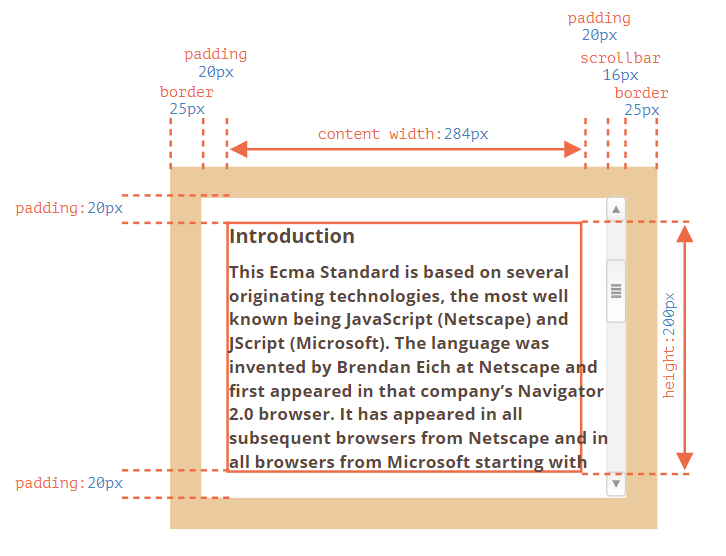 padding
20px
scrollbar
16px
border
25px
padding
20px
border
25px
content width:284px
padding:20px
Introduction
This Ecma Standard is based on several
originating technologies, the most well
known being JavaScript (Netscape) and
JScript (Microsoft). The language was
invented by Brendan Eich at Netscape and
first appeared in that company’s Navigator
2.0 browser. It has appeared in all
subsequent browsers from Netscape and in
all browsers from Microsoft starting with
height:200px
padding:20px